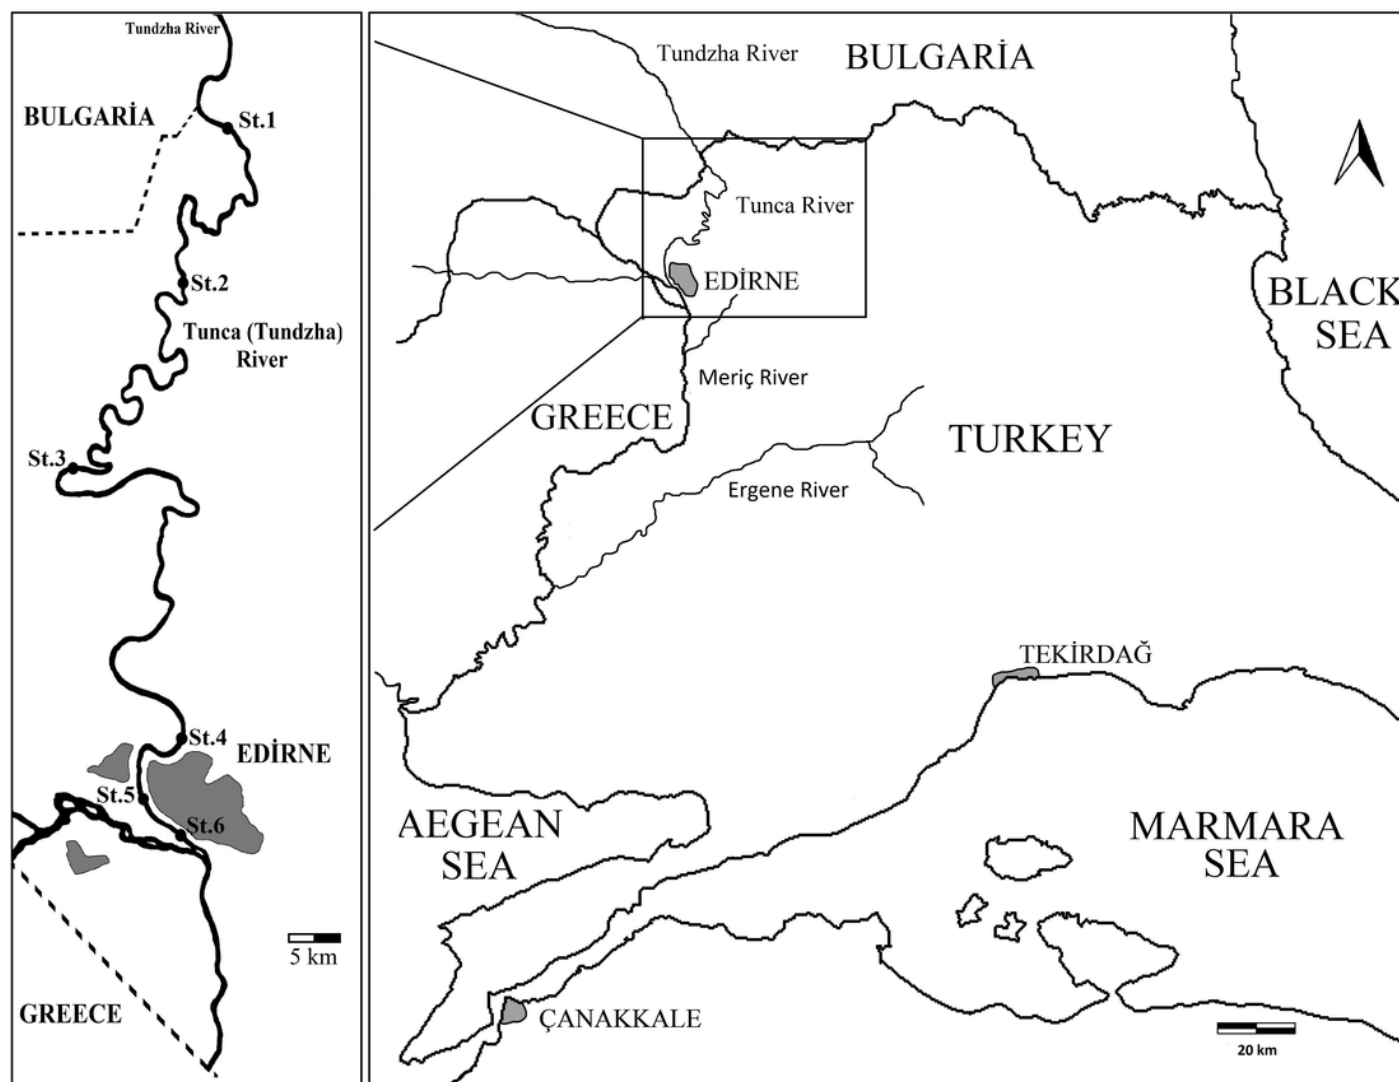 Tundzha River
BULGARİA
St.1
St.2
Tunca (Tundzha)
River
St.3
St.4
EDİRNE
St.5
St.6
5 km
GREECE
Tundzha River
BULGARİA
Tunca River
EDİRNE
BLACK
SEA
Meriç River
GREECE
TURKEY
Ergene River
TEKİRDAĞ
AEGEAN
SEA
MARMARA
SEA
ÇANAKKALE
20 km